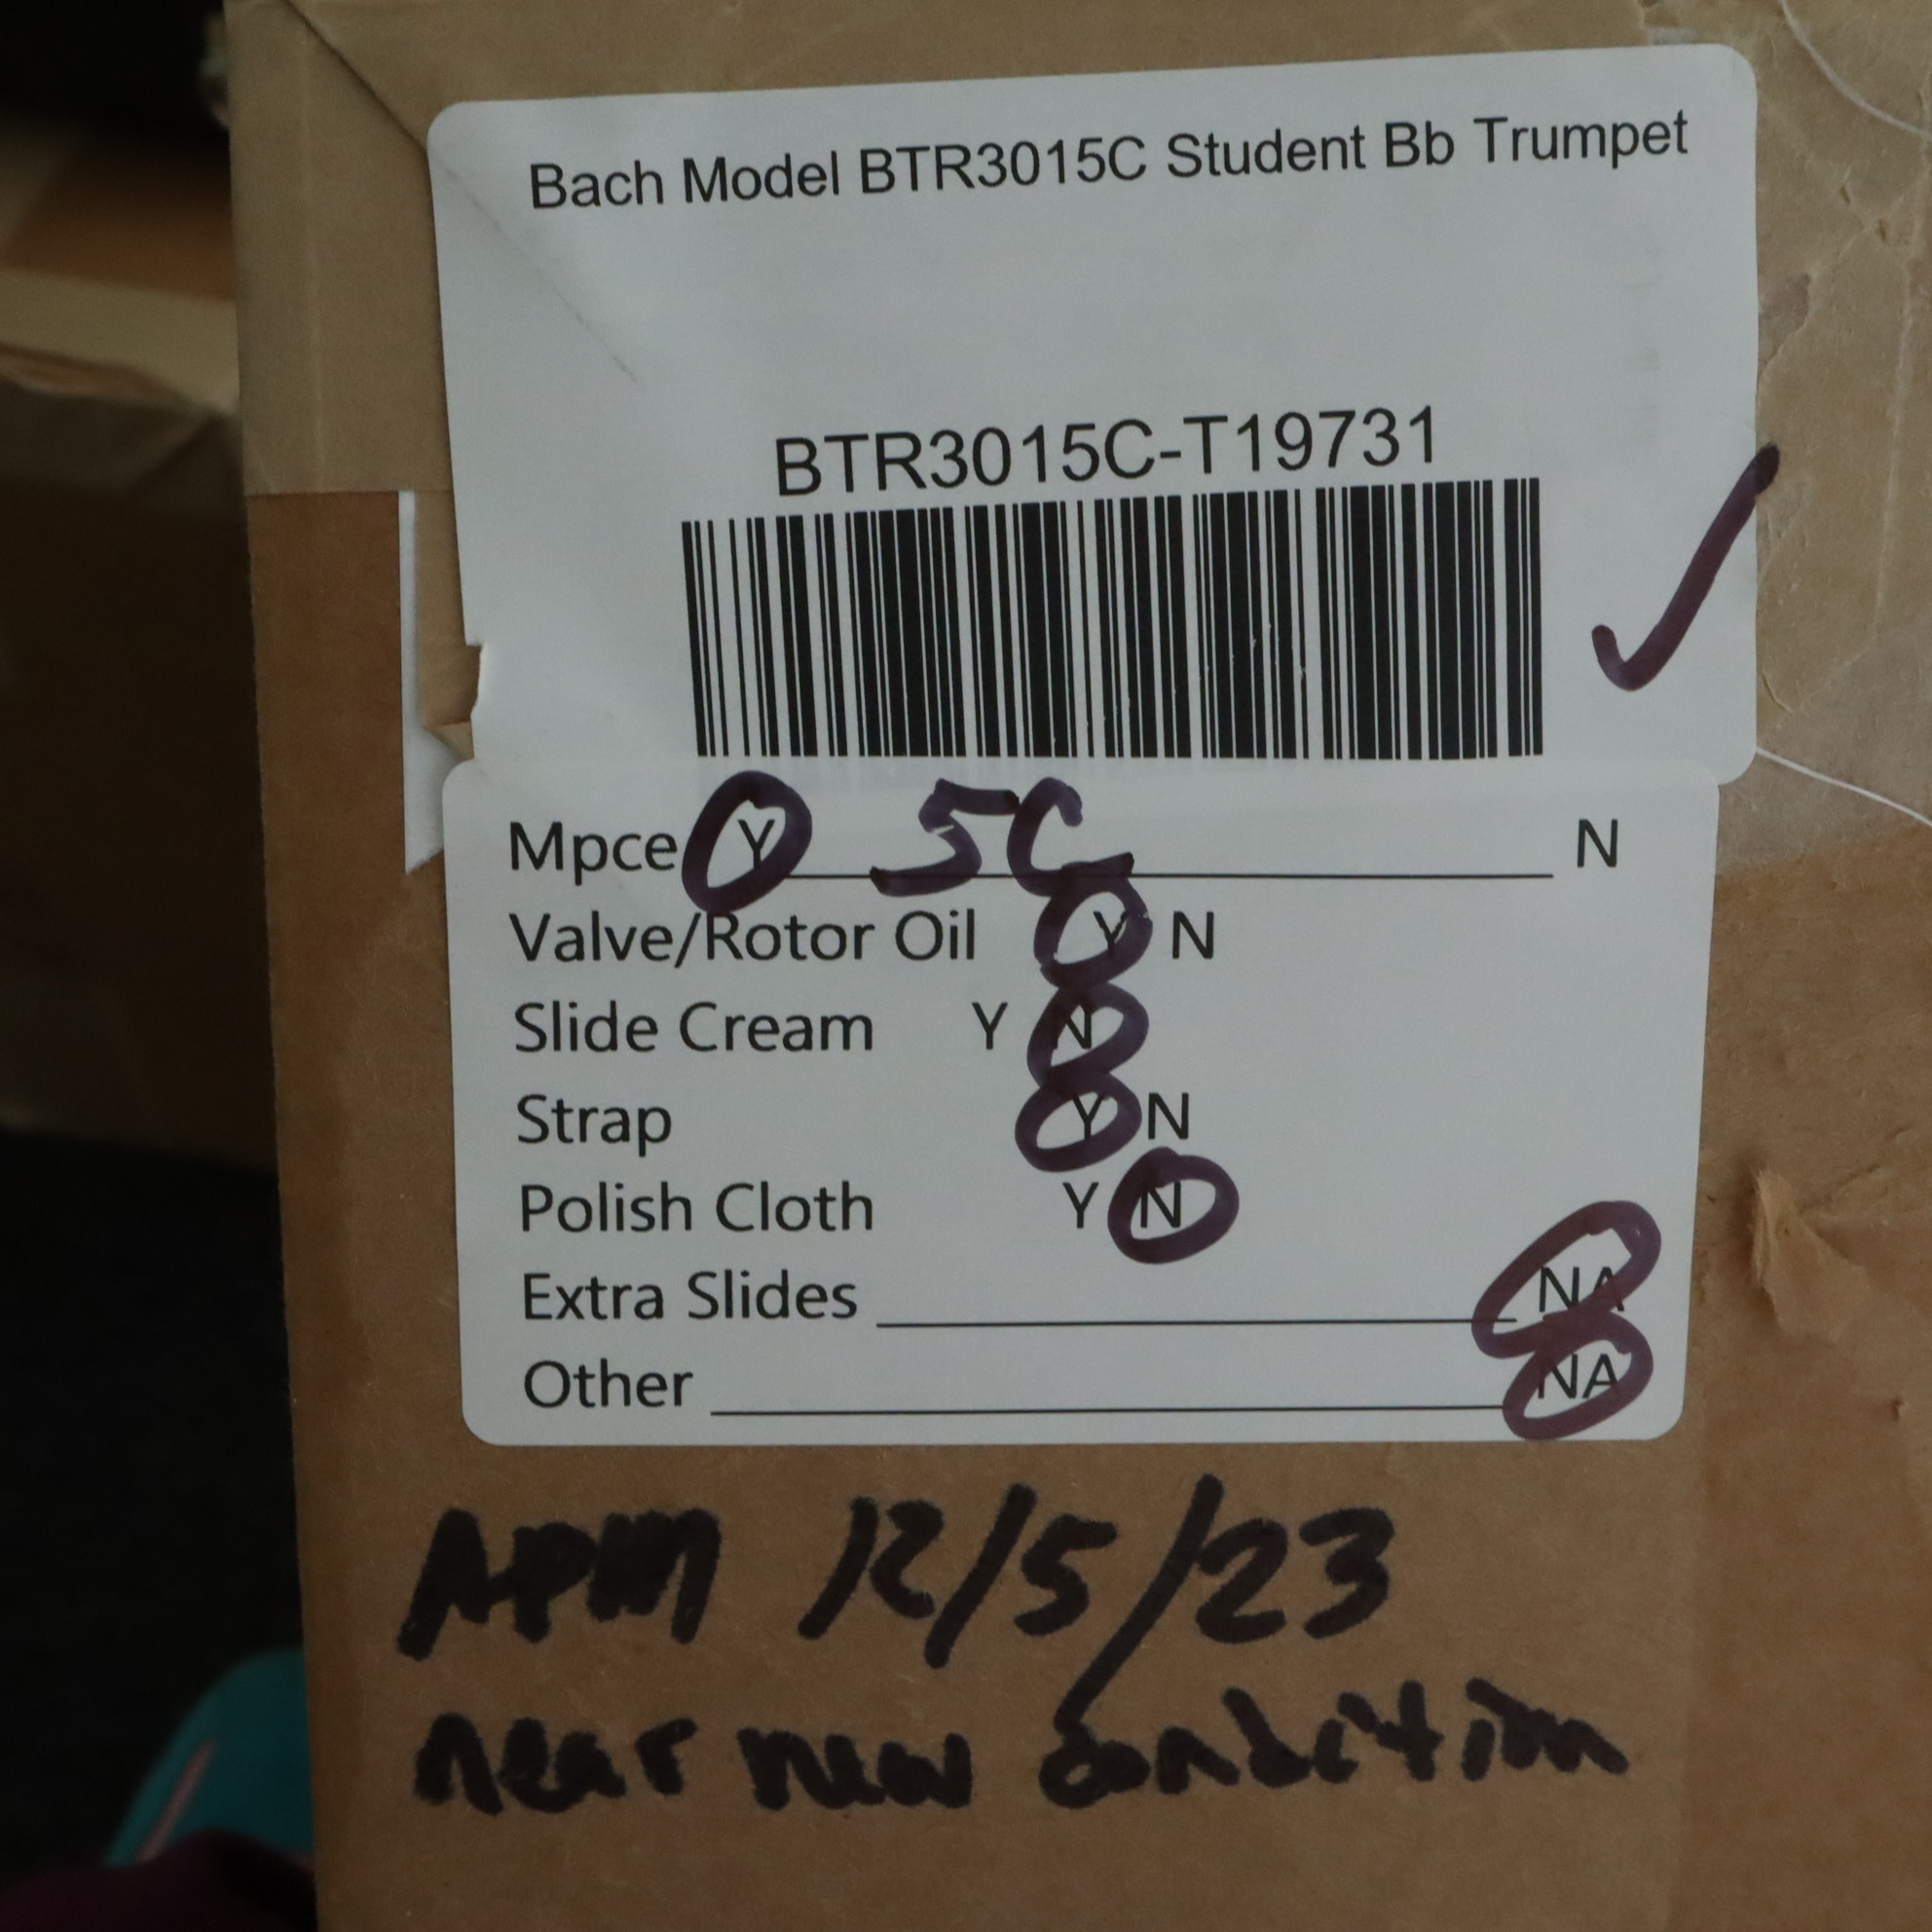 Bach Model BTR3015C Student Bb Trumpet
BTR3015C-T19731
Mpce Y 5C N
Valve/Rotor Oil Y N
Slide Cream Y N
Strap Y N
Polish Cloth Y N
Extra Slides NA
Other NA
APM 12/5/23
near new condition